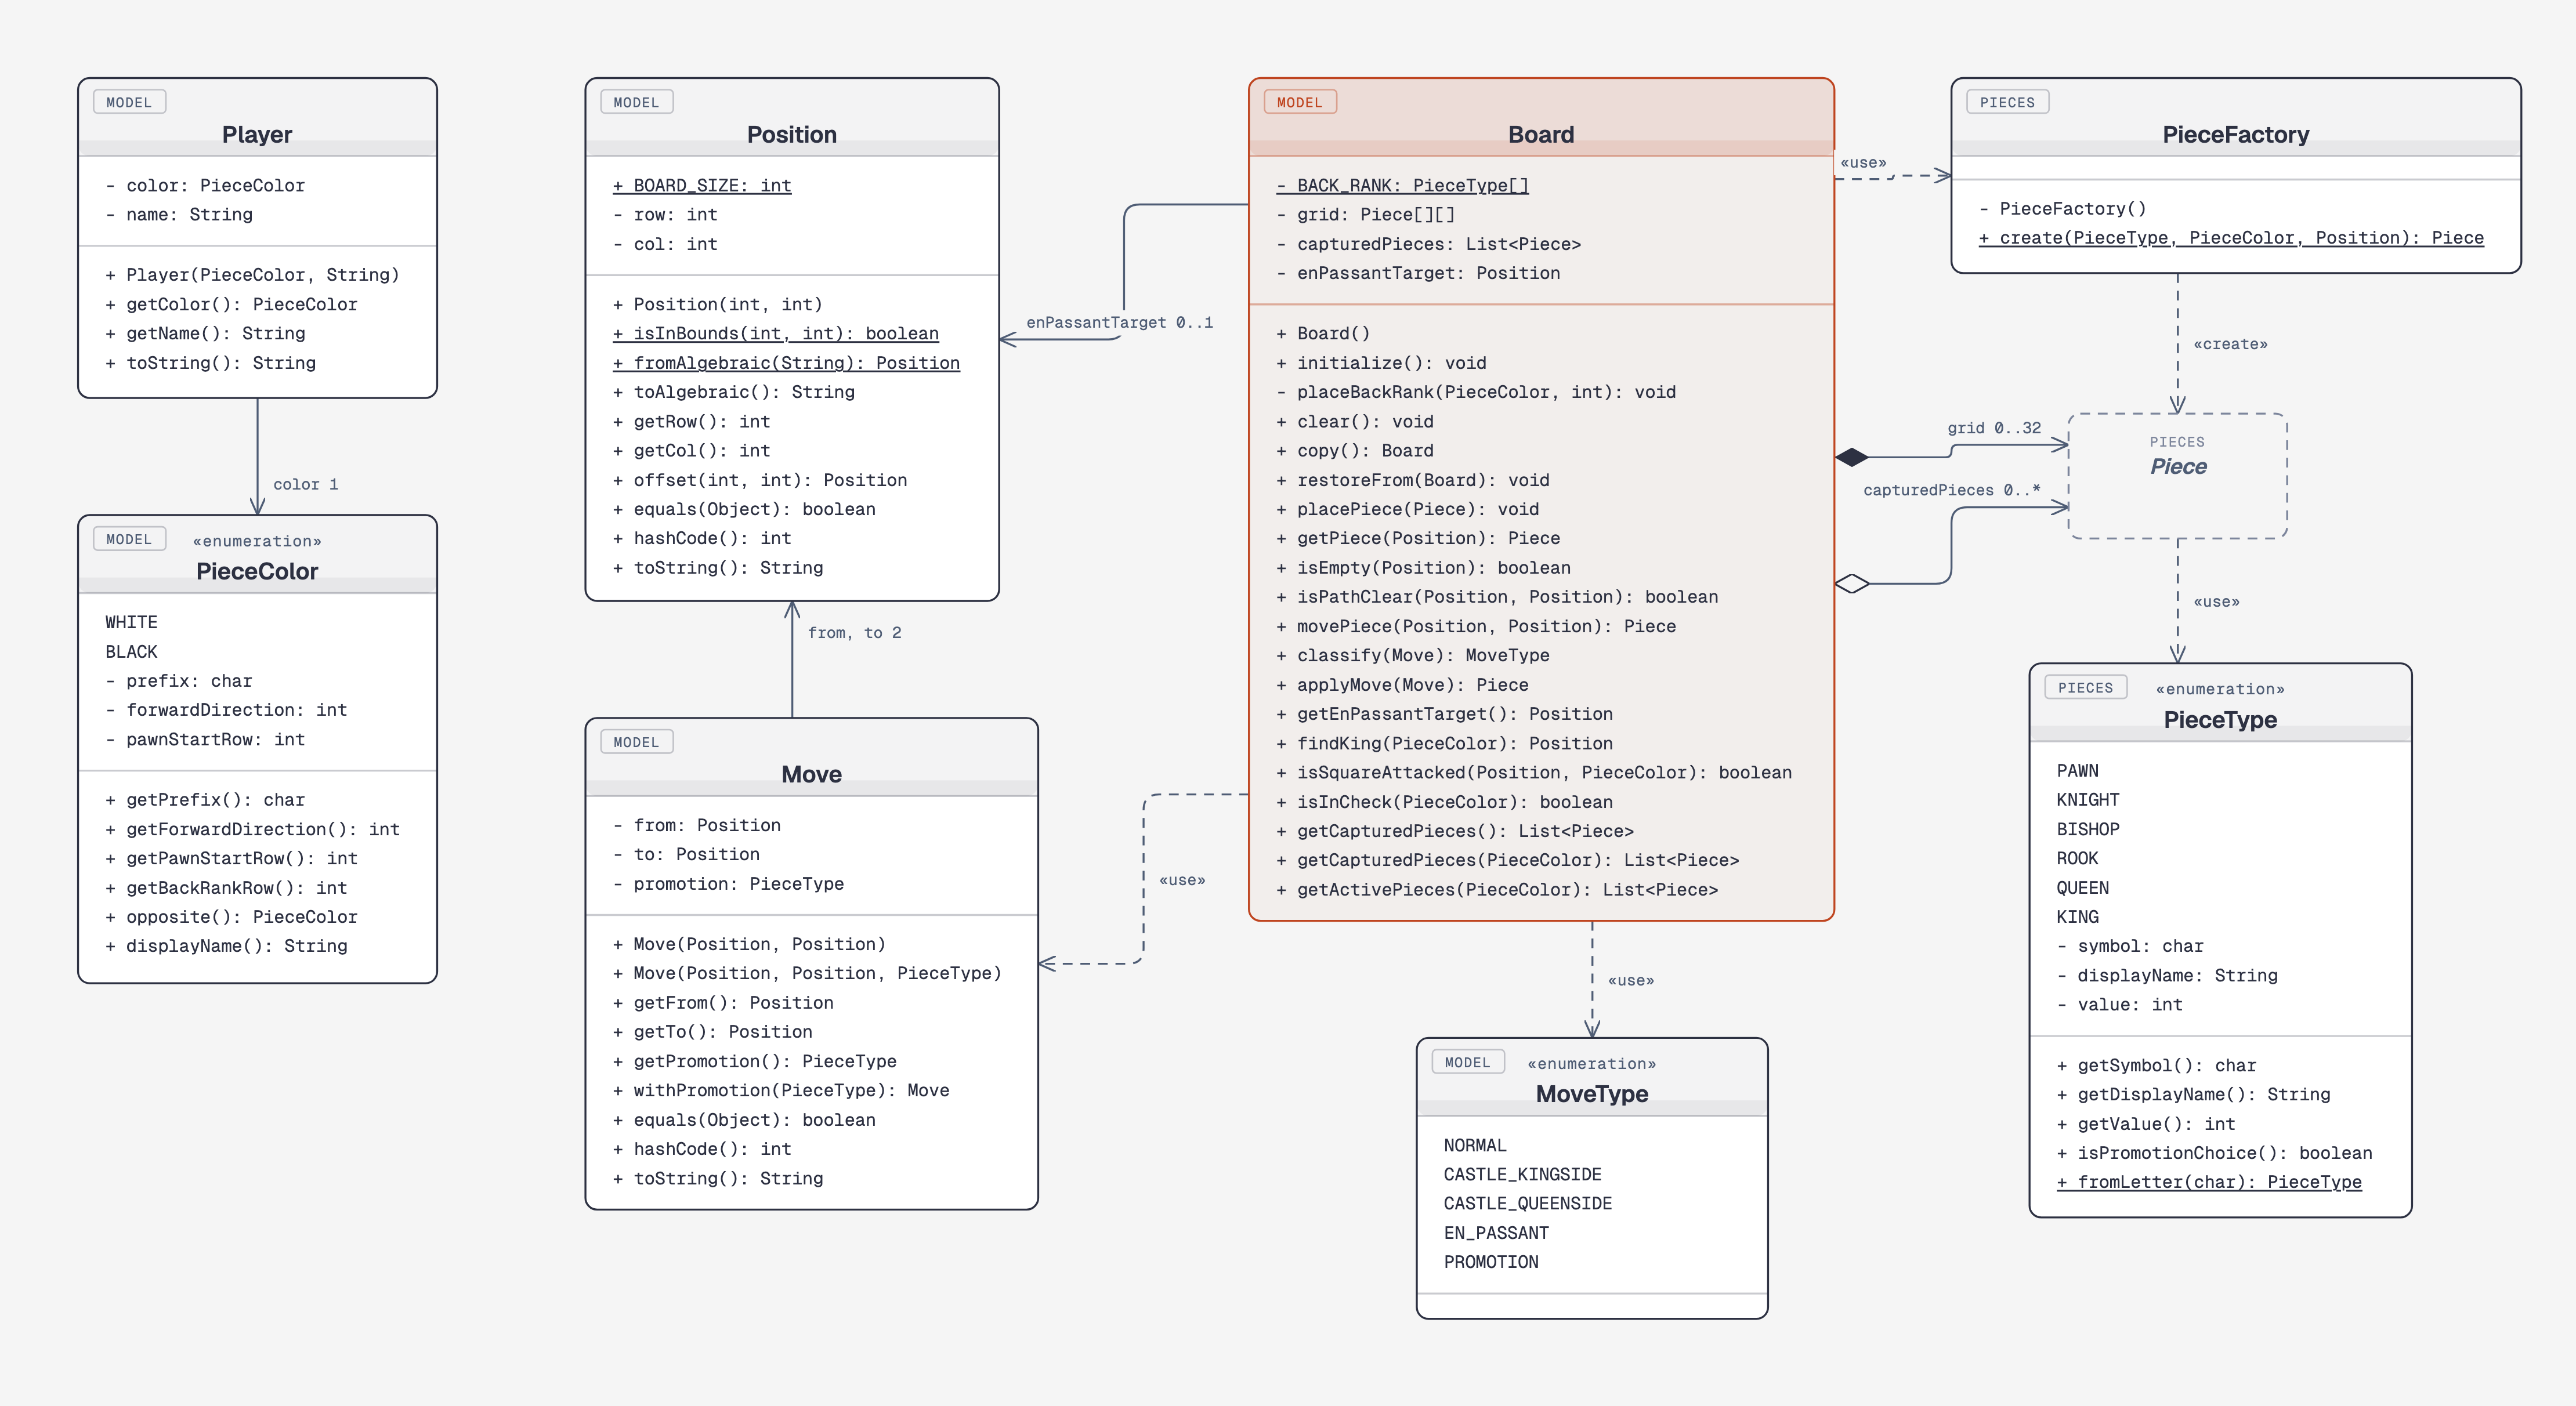 MODEL
Player
- color: PieceColor
- name: String
+ Player(PieceColor, String)
+ getColor(): PieceColor
+ getName(): String
+ toString(): String
color 1
MODEL
«enumeration»
PieceColor
WHITE
BLACK
- prefix: char
- forwardDirection: int
- pawnStartRow: int
+ getPrefix(): char
+ getForwardDirection(): int
+ getPawnStartRow(): int
+ getBackRankRow(): int
+ opposite(): PieceColor
+ displayName(): String
MODEL
Position
+ BOARD_SIZE: int
- row: int
- col: int
+ Position(int, int)
+ isInBounds(int, int): boolean
+ fromAlgebraic(String): Position
+ toAlgebraic(): String
+ getRow(): int
+ getCol(): int
+ offset(int, int): Position
+ equals(Object): boolean
+ hashCode(): int
+ toString(): String
enPassantTarget 0..1
from, to 2
MODEL
Move
- from: Position
- to: Position
- promotion: PieceType
+ Move(Position, Position)
+ Move(Position, Position, PieceType)
+ getFrom(): Position
+ getTo(): Position
+ getPromotion(): PieceType
+ withPromotion(PieceType): Move
+ equals(Object): boolean
+ hashCode(): int
+ toString(): String
«use»
MODEL
Board
- BACK_RANK: PieceType[]
- grid: Piece[][]
- capturedPieces: List<Piece>
- enPassantTarget: Position
+ Board()
+ initialize(): void
- placeBackRank(PieceColor, int): void
+ clear(): void
+ copy(): Board
+ restoreFrom(Board): void
+ placePiece(Piece): void
+ getPiece(Position): Piece
+ isEmpty(Position): boolean
+ isPathClear(Position, Position): boolean
+ movePiece(Position, Position): Piece
+ classify(Move): MoveType
+ applyMove(Move): Piece
+ getEnPassantTarget(): Position
+ findKing(PieceColor): Position
+ isSquareAttacked(Position, PieceColor): boolean
+ isInCheck(PieceColor): boolean
+ getCapturedPieces(): List<Piece>
+ getCapturedPieces(PieceColor): List<Piece>
+ getActivePieces(PieceColor): List<Piece>
«use»
MODEL
«enumeration»
MoveType
NORMAL
CASTLE_KINGSIDE
CASTLE_QUEENSIDE
EN_PASSANT
PROMOTION
«use»
PIECES
PieceFactory
- PieceFactory()
+ create(PieceType, PieceColor, Position): Piece
«create»
grid 0..32
capturedPieces 0..*
PIECES
Piece
«use»
PIECES
«enumeration»
PieceType
PAWN
KNIGHT
BISHOP
ROOK
QUEEN
KING
- symbol: char
- displayName: String
- value: int
+ getSymbol(): char
+ getDisplayName(): String
+ getValue(): int
+ isPromotionChoice(): boolean
+ fromLetter(char): PieceType